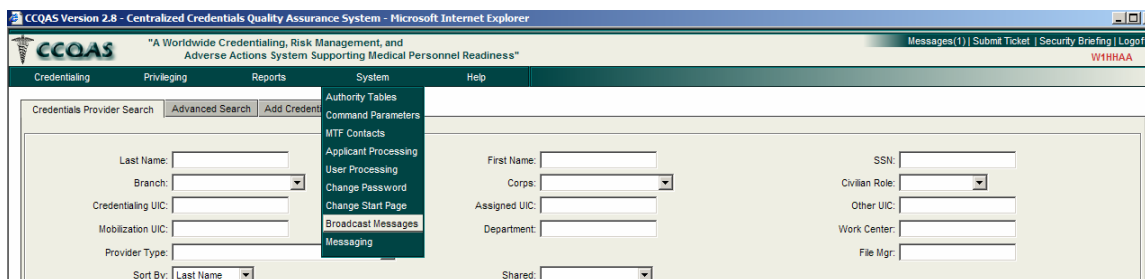 CCQAS Version 2.8 - Centralized Credentials Quality Assurance System - Microsoft Internet Explorer
CCQAS
"A Worldwide Credentialing, Risk Management, and
Adverse Actions System Supporting Medical Personnel Readiness"
Messages(1) | Submit Ticket | Security Briefing | Logoff
W1HHAA
Credentialing Privileging Reports System Help
Authority Tables
Command Parameters
MTF Contacts
Applicant Processing
User Processing
Change Password
Change Start Page
Broadcast Messages
Messaging
Credentials Provider Search Advanced Search Add Credenti
Last Name: First Name: SSN:
Branch: Corps: Civilian Role:
Credentialing UIC: Assigned UIC: Other UIC:
Mobilization UIC: Department: Work Center:
Provider Type: File Mgr:
Sort By: Last Name Shared: